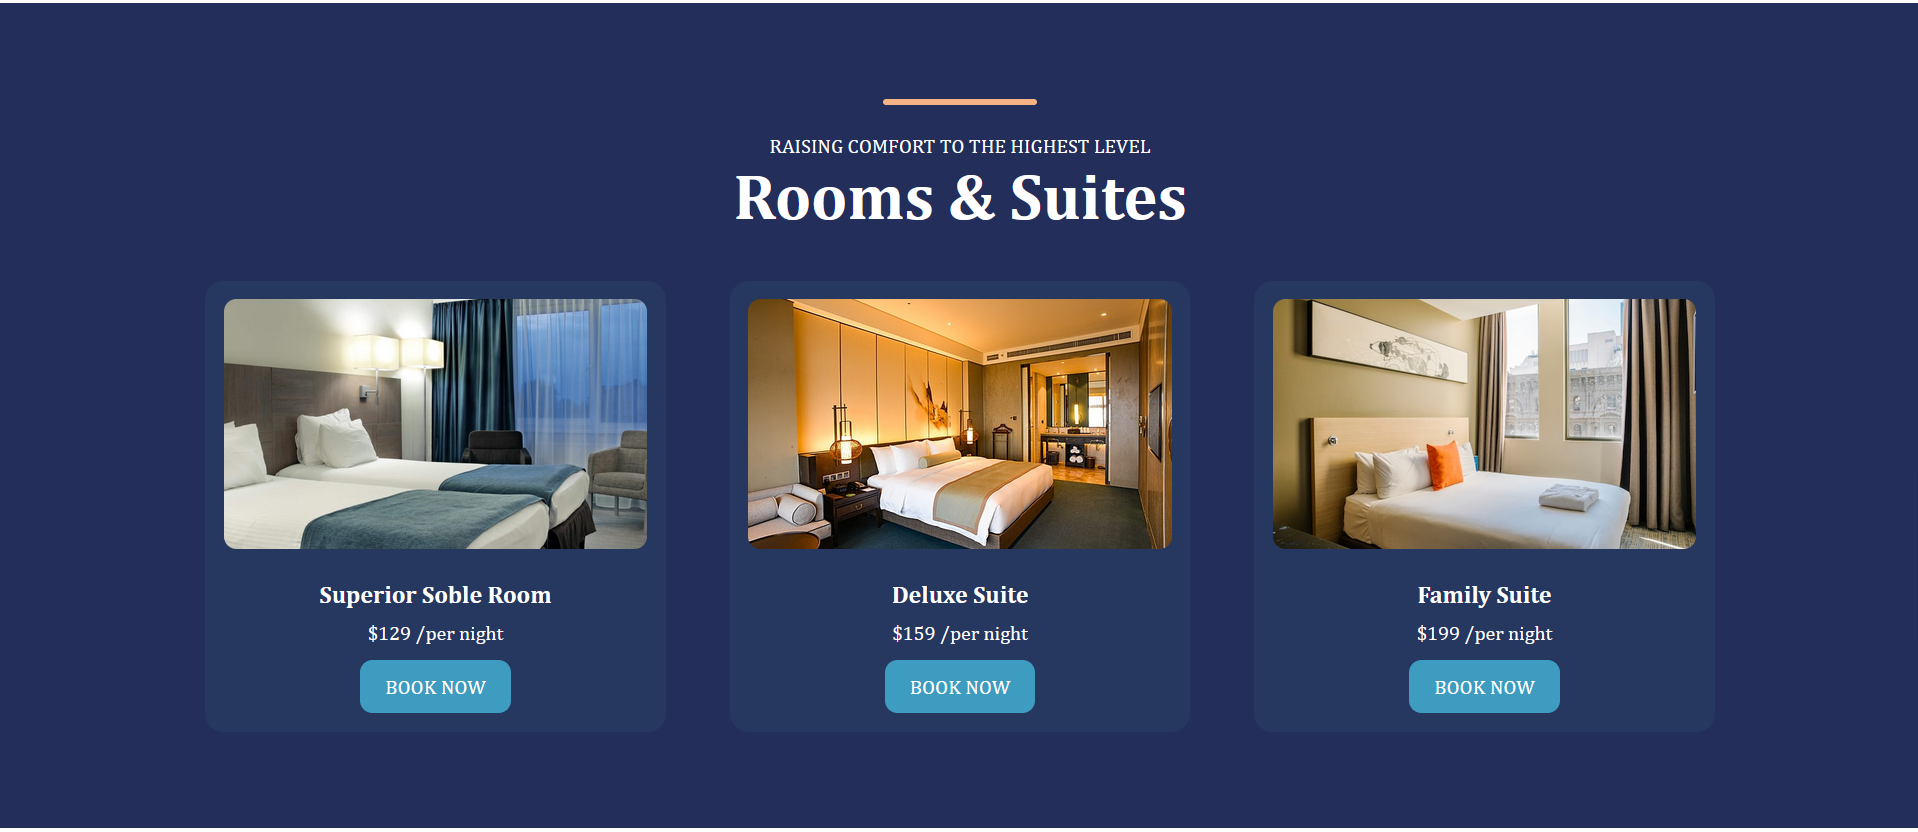 RAISING COMFORT TO THE HIGHEST LEVEL
Rooms & Suites
Superior Soble Room
$129 /per night
BOOK NOW
Deluxe Suite
$159 /per night
BOOK NOW
Family Suite
$199 /per night
BOOK NOW